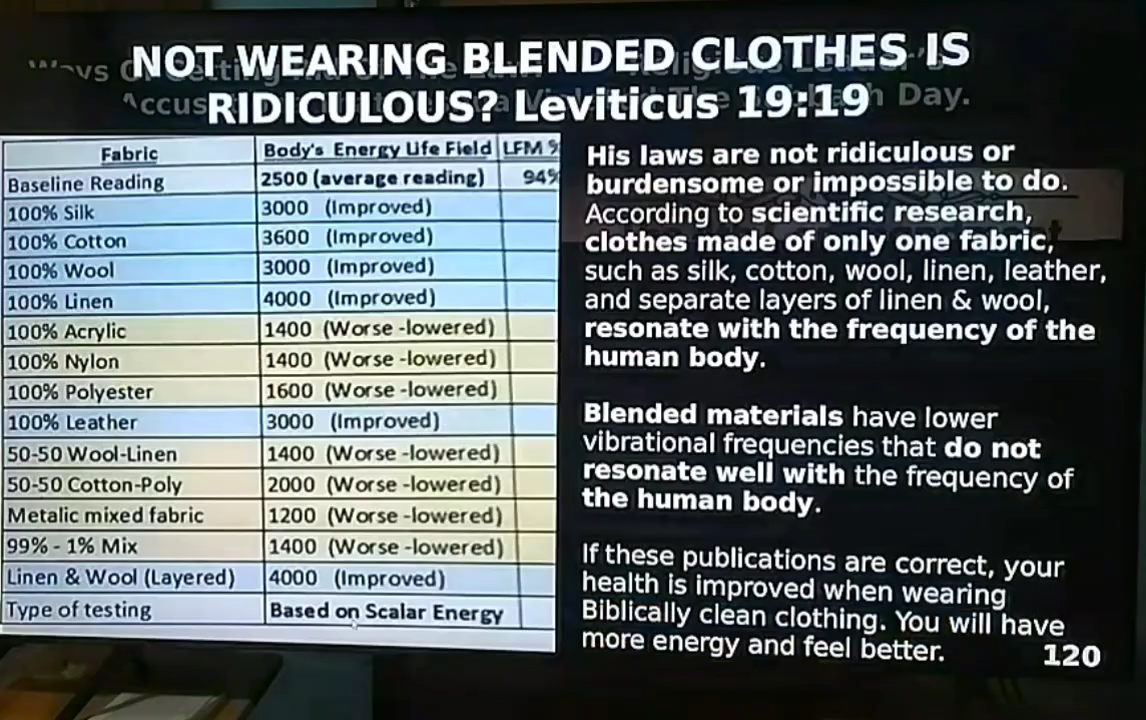 NOT WEARING BLENDED CLOTHES IS
RIDICULOUS? Leviticus 19:19
Day.
Fabric Body's Energy Life Field LFM %
Baseline Reading 2500 (average reading) 94%
100% Silk 3000 (Improved)
100% Cotton 3600 (Improved)
100% Wool 3000 (Improved)
100% Linen 4000 (Improved)
100% Acrylic 1400 (Worse -lowered)
100% Nylon 1400 (Worse -lowered)
100% Polyester 1600 (Worse -lowered)
100% Leather 3000 (Improved)
50-50 Wool-Linen 1400 (Worse -lowered)
50-50 Cotton-Poly 2000 (Worse -lowered)
Metalic mixed fabric 1200 (Worse -lowered)
99% - 1% Mix 1400 (Worse -lowered)
Linen & Wool (Layered) 4000 (Improved)
Type of testing Based on Scalar Energy
His laws are not ridiculous or
burdensome or impossible to do.
According to scientific research,
clothes made of only one fabric,
such as silk, cotton, wool, linen, leather,
and separate layers of linen & wool,
resonate with the frequency of the
human body.
Blended materials have lower
vibrational frequencies that do not
resonate well with the frequency of
the human body.
If these publications are correct, your
health is improved when wearing
Biblically clean clothing. You will have
more energy and feel better.
120